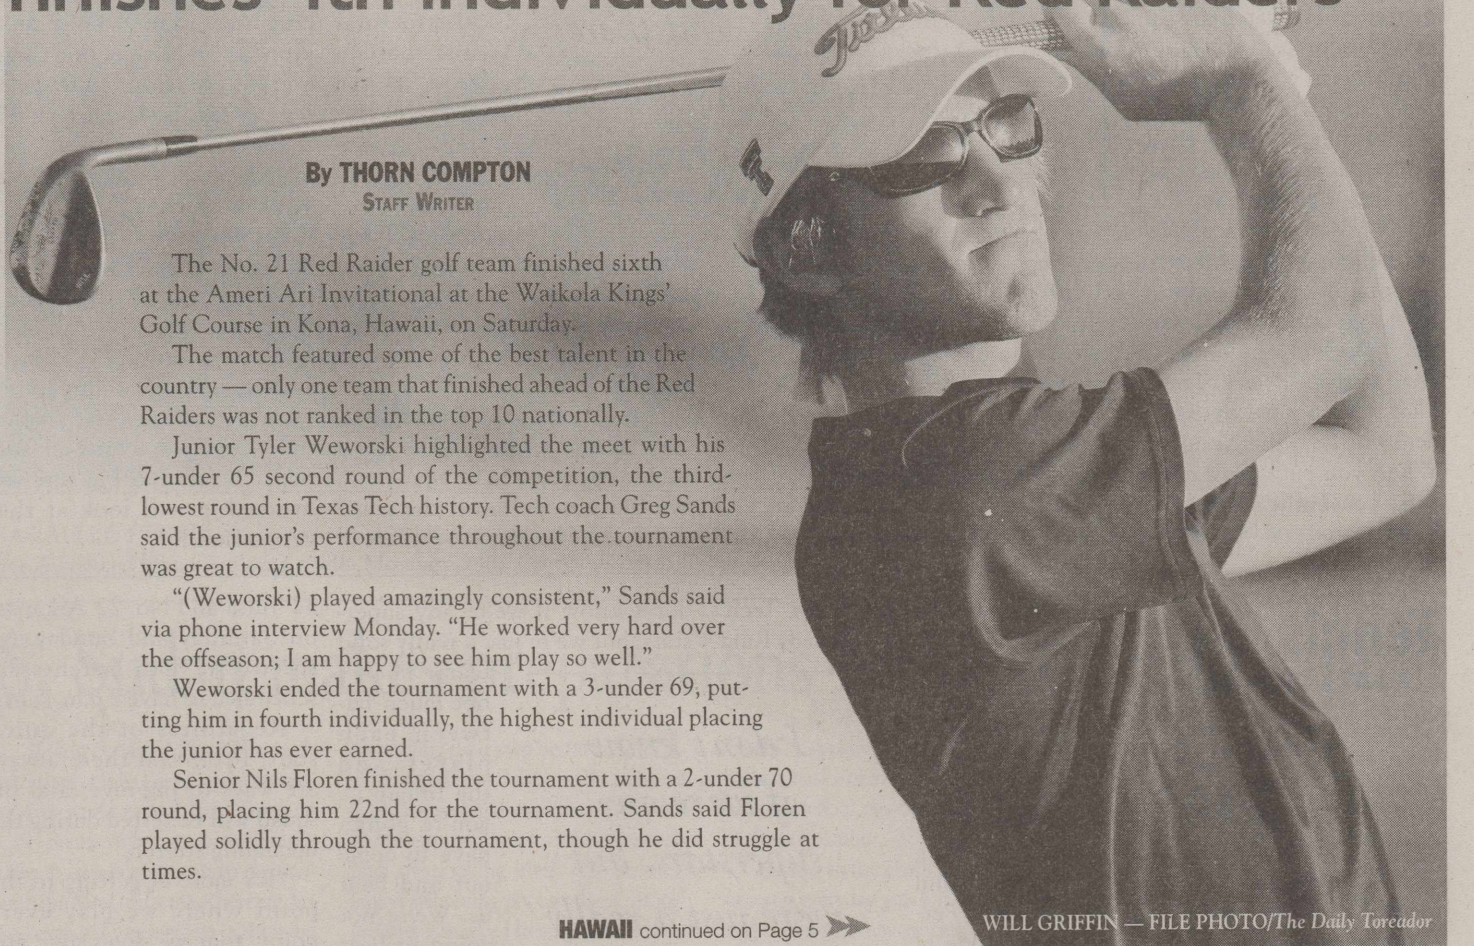 finishes 4th individually for Red Raiders
By THORN COMPTON
STAFF WRITER
The No. 21 Red Raider golf team finished sixth
at the Ameri Ari Invitational at the Waikola Kings'
Golf Course in Kona, Hawaii, on Saturday.
The match featured some of the best talent in the
country — only one team that finished ahead of the Red
Raiders was not ranked in the top 10 nationally.
Junior Tyler Weworski highlighted the meet with his
7-under 65 second round of the competition, the third-
lowest round in Texas Tech history. Tech coach Greg Sands
said the junior's performance throughout the tournament
was great to watch.
“(Weworski) played amazingly consistent,” Sands said
via phone interview Monday. “He worked very hard over
the offseason; I am happy to see him play so well.”
Weworski ended the tournament with a 3-under 69, put-
ting him in fourth individually, the highest individual placing
the junior has ever earned.
Senior Nils Floren finished the tournament with a 2-under 70
round, placing him 22nd for the tournament. Sands said Floren
played solidly through the tournament, though he did struggle at
times.
HAWAII continued on Page 5
WILL GRIFFIN — FILE PHOTO/The Daily Toreador